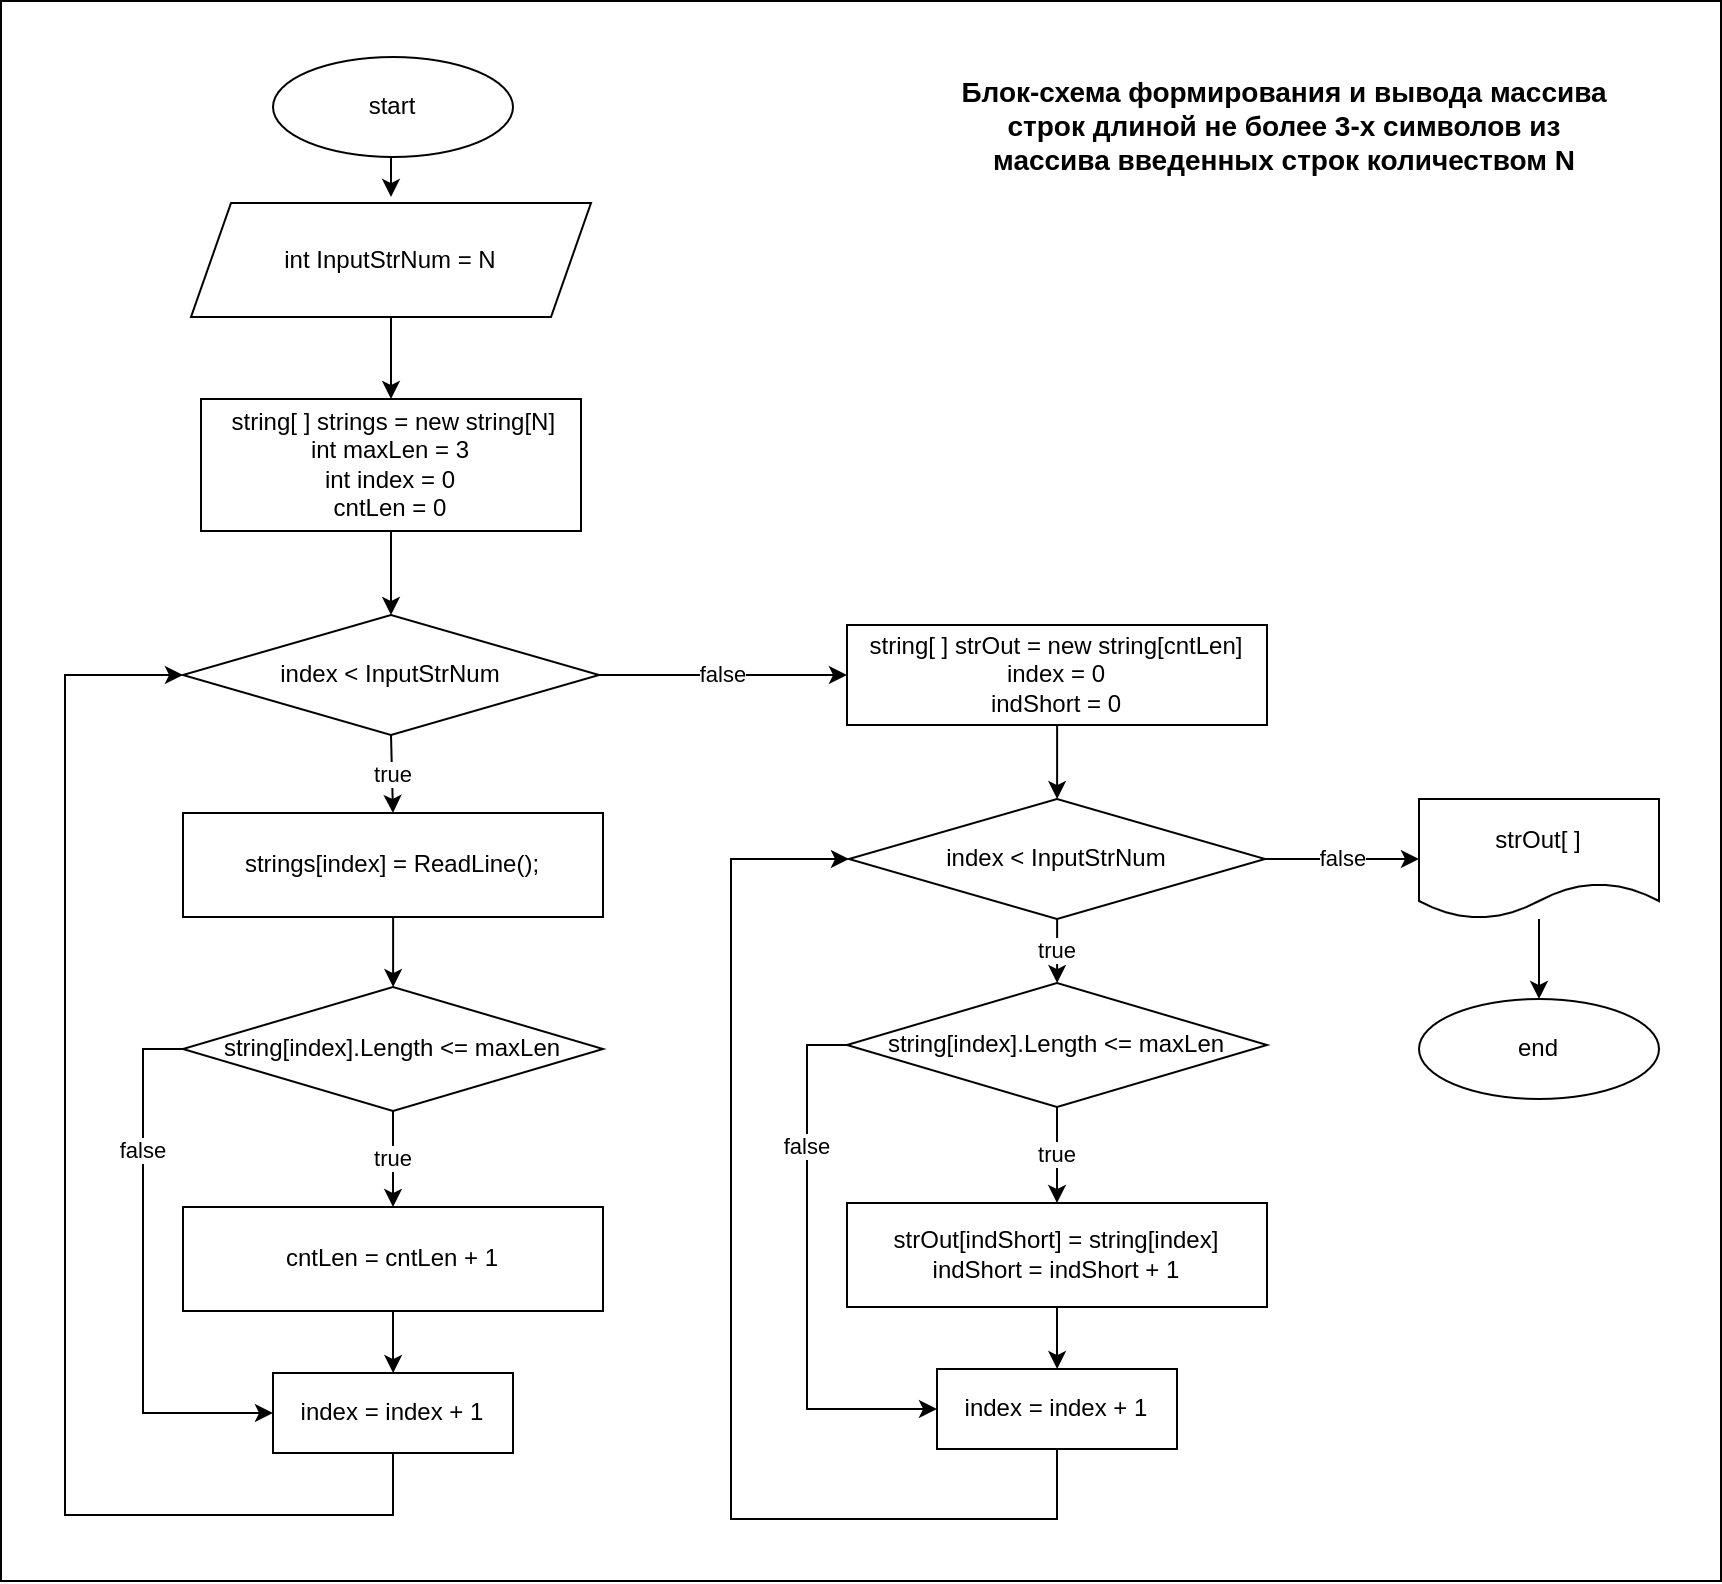 Блок-схема формирования и вывода массива
строк длиной не более 3-х символов из
массива введенных строк количеством N
start
int InputStrNum = N
string[ ] strings = new string[N]
int maxLen = 3
int index = 0
cntLen = 0
index < InputStrNum
false
true
strings[index] = ReadLine();
string[index].Length <= maxLen
false
true
cntLen = cntLen + 1
index = index + 1
string[ ] strOut = new string[cntLen]
index = 0
indShort = 0
index < InputStrNum
false
true
string[index].Length <= maxLen
false
true
strOut[indShort] = string[index]
indShort = indShort + 1
index = index + 1
strOut[ ]
end